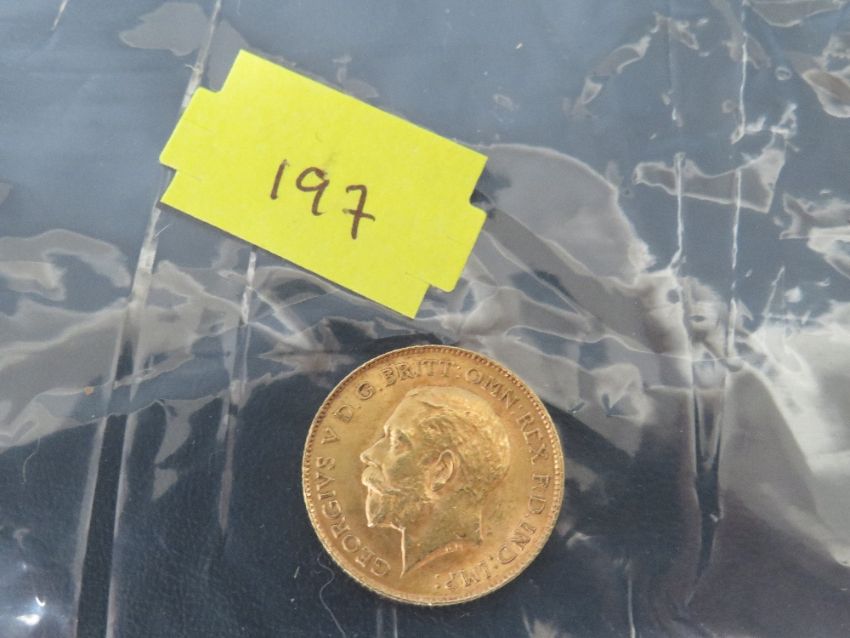 197
GEORGIVS V D.G.BRITT:OMN:REX F.D.IND:IMP: